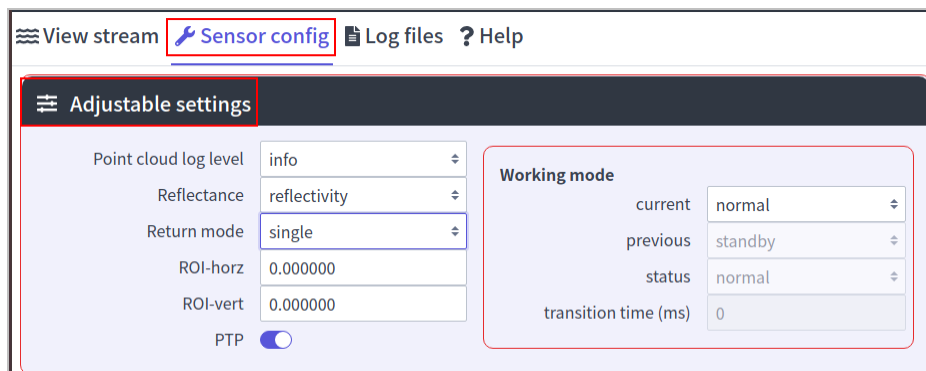 View stream Sensor config Log files ? Help
Adjustable settings
Point cloud log level info
Reflectance reflectivity
Return mode single
ROI-horz 0.000000
ROI-vert 0.000000
PTP
Working mode
current normal
previous standby
status normal
transition time (ms) 0